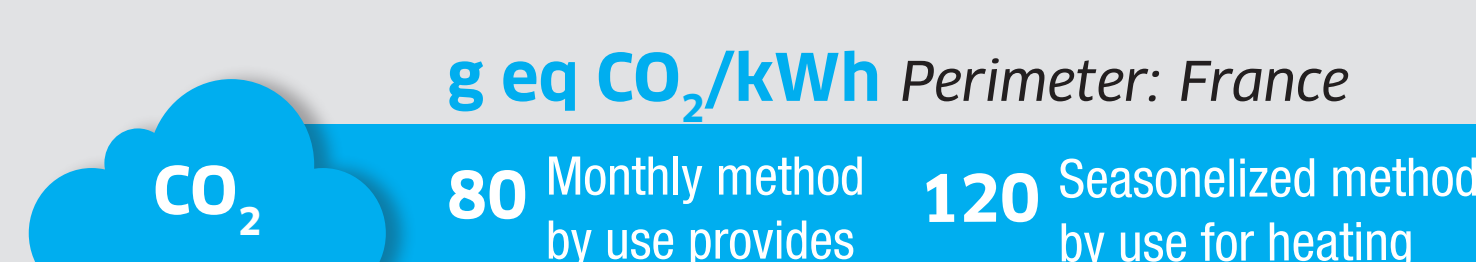 g eq CO₂/kWh Perimeter: France
CO₂
80 Monthly method
by use provides
120 Seasonelized method
by use for heating